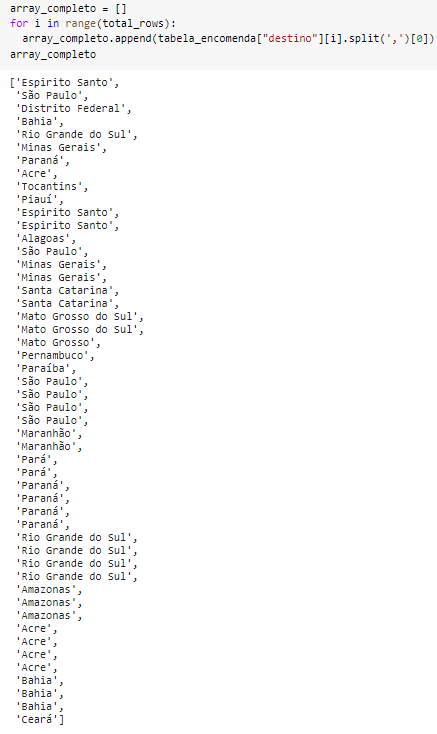 array_completo = []
for i in range(total_rows):
  array_completo.append(tabela_encomenda["destino"][i].split(',')[0])
array_completo
['Espirito Santo',
 'São Paulo',
 'Distrito Federal',
 'Bahia',
 'Rio Grande do Sul',
 'Minas Gerais',
 'Paraná',
 'Acre',
 'Tocantins',
 'Piauí',
 'Espirito Santo',
 'Espirito Santo',
 'Alagoas',
 'São Paulo',
 'Minas Gerais',
 'Minas Gerais',
 'Santa Catarina',
 'Santa Catarina',
 'Mato Grosso do Sul',
 'Mato Grosso do Sul',
 'Mato Grosso',
 'Pernambuco',
 'Paraíba',
 'São Paulo',
 'São Paulo',
 'São Paulo',
 'São Paulo',
 'Maranhão',
 'Maranhão',
 'Pará',
 'Pará',
 'Paraná',
 'Paraná',
 'Paraná',
 'Paraná',
 'Rio Grande do Sul',
 'Rio Grande do Sul',
 'Rio Grande do Sul',
 'Rio Grande do Sul',
 'Amazonas',
 'Amazonas',
 'Amazonas',
 'Acre',
 'Acre',
 'Acre',
 'Acre',
 'Bahia',
 'Bahia',
 'Bahia',
 'Ceará']